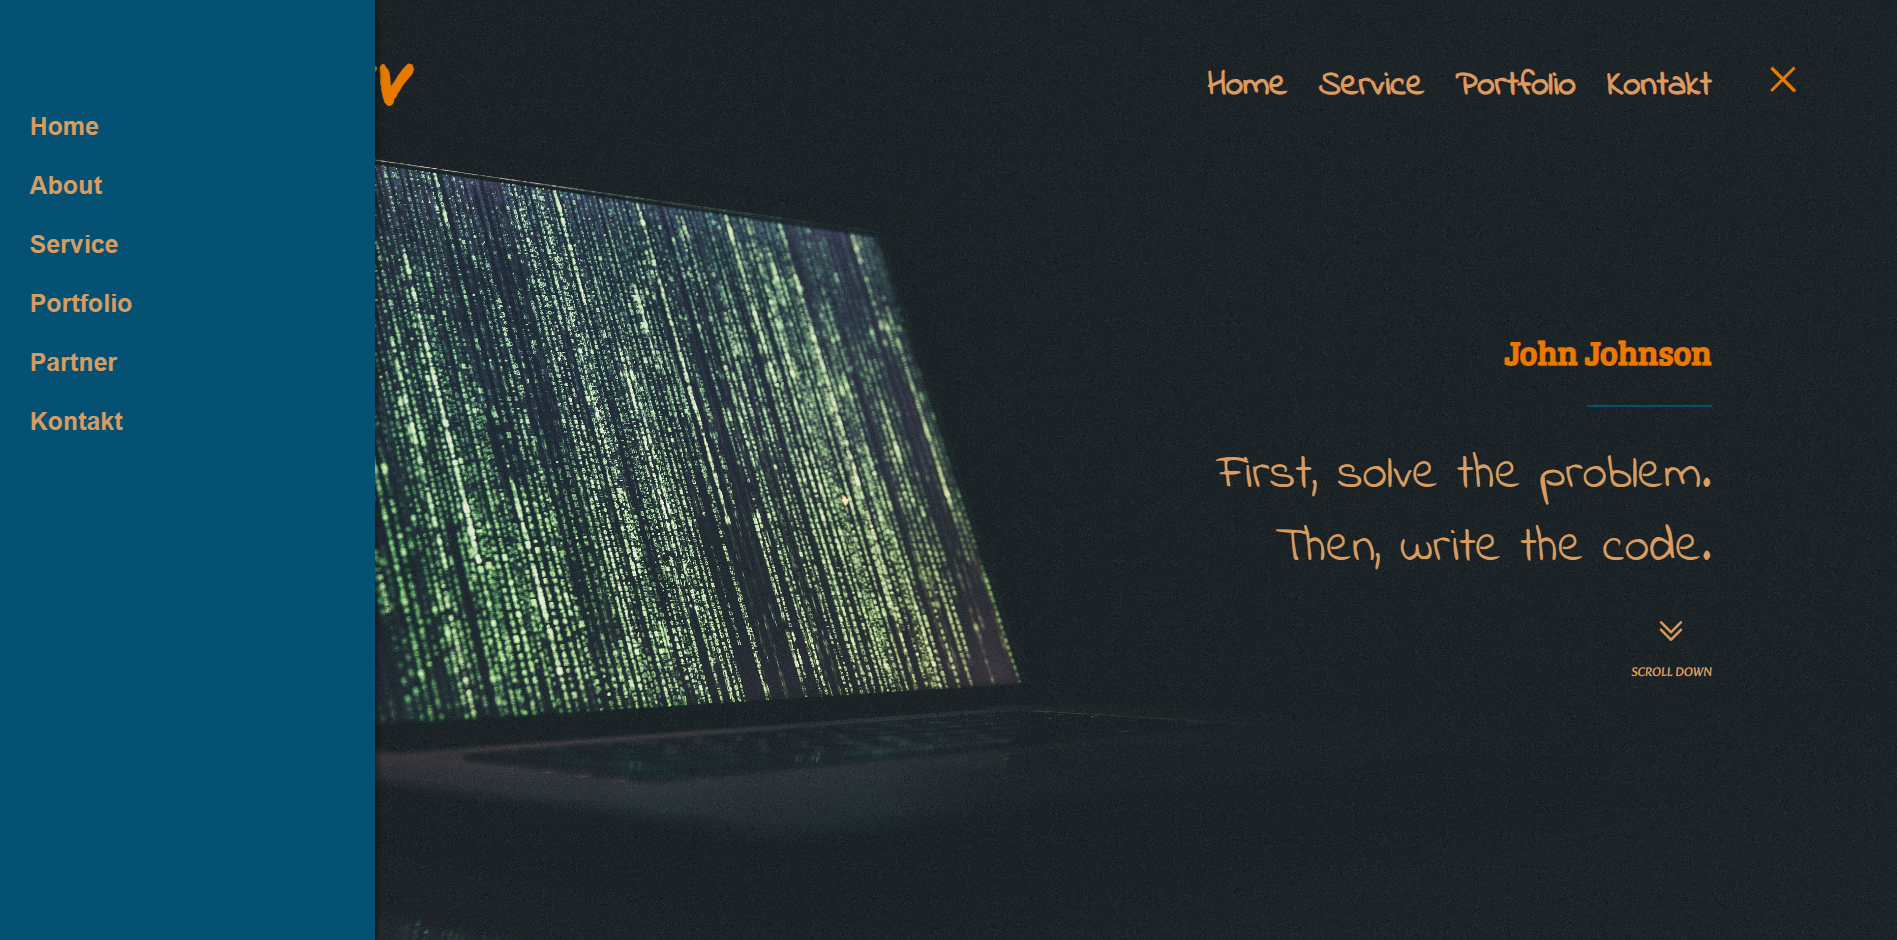 Home
About
Service
Portfolio
Partner
Kontakt
Home Service Portfolio Kontakt
John Johnson
First, solve the problem.
Then, write the code.
SCROLL DOWN